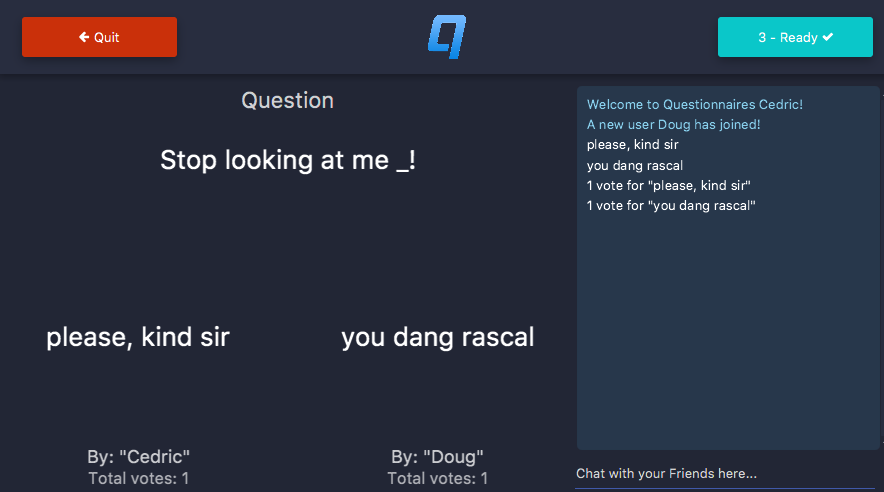 Quit
3 - Ready
Question
Stop looking at me _!
please, kind sir
you dang rascal
By: "Cedric"
Total votes: 1
By: "Doug"
Total votes: 1
Welcome to Questionnaires Cedric!
A new user Doug has joined!
please, kind sir
you dang rascal
1 vote for "please, kind sir"
1 vote for "you dang rascal"
Chat with your Friends here...